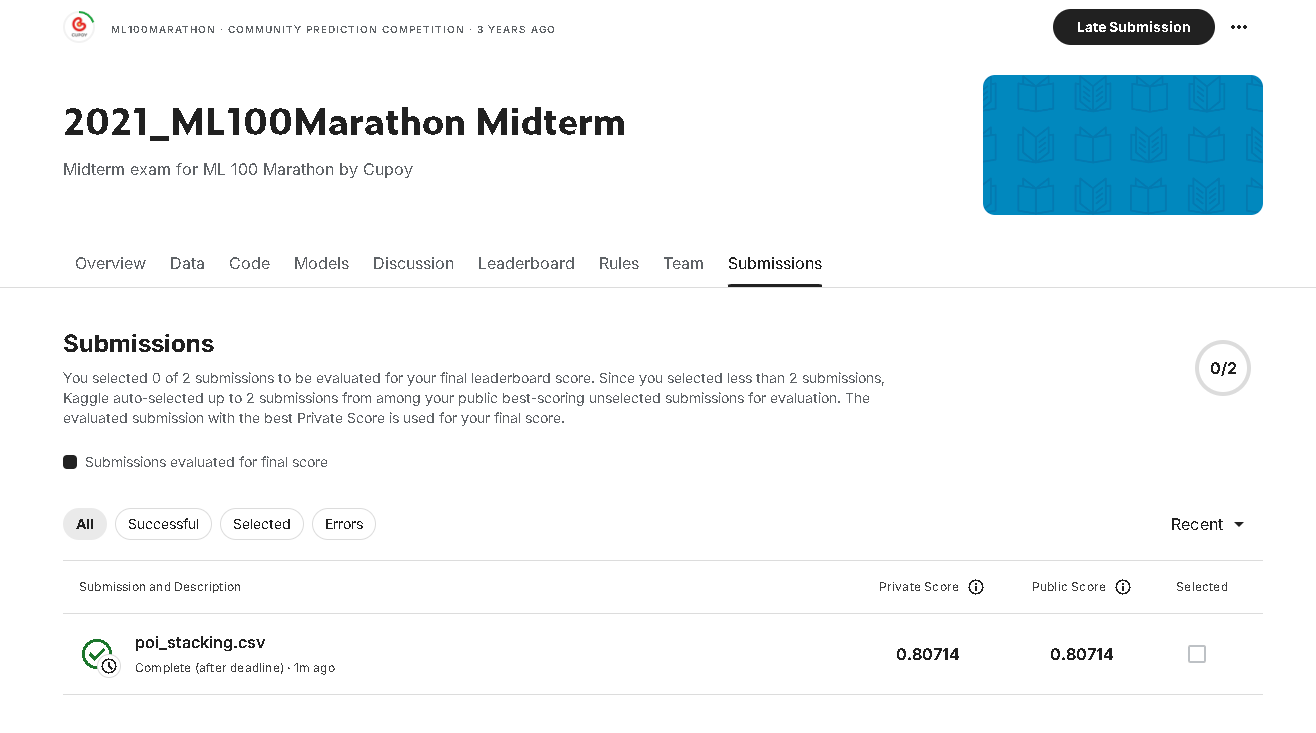 CUPOY
ML100MARATHON · COMMUNITY PREDICTION COMPETITION · 3 YEARS AGO
Late Submission
2021_ML100Marathon Midterm
Midterm exam for ML 100 Marathon by Cupoy
Overview Data Code Models Discussion Leaderboard Rules Team Submissions
Submissions
You selected 0 of 2 submissions to be evaluated for your final leaderboard score. Since you selected less than 2 submissions,
Kaggle auto-selected up to 2 submissions from among your public best-scoring unselected submissions for evaluation. The
evaluated submission with the best Private Score is used for your final score.
0/2
Submissions evaluated for final score
All Successful Selected Errors Recent
Submission and Description Private Score Public Score Selected
poi_stacking.csv
Complete (after deadline) · 1m ago
0.80714 0.80714